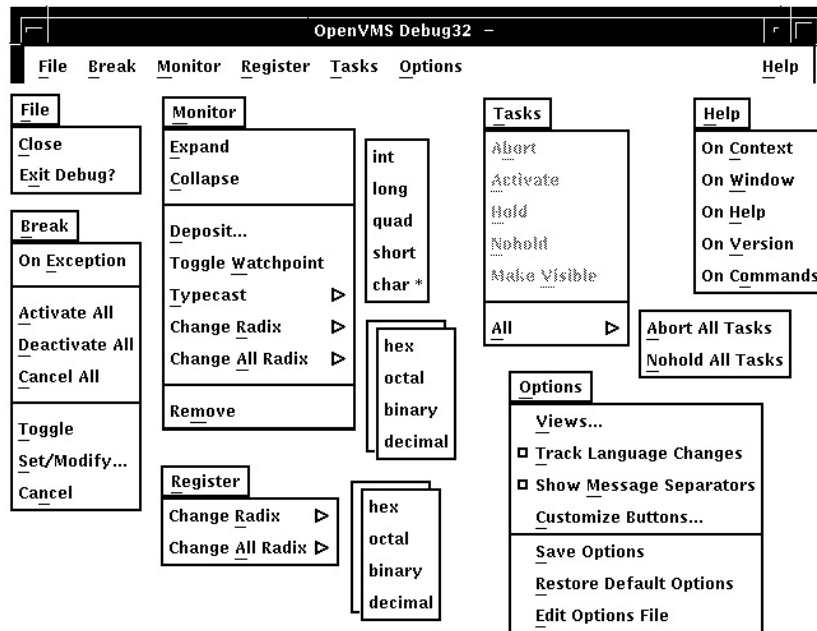 OpenVMS Debug32 –
File Break Monitor Register Tasks Options Help
File
Close
Exit Debug?
Break
On Exception
Activate All
Deactivate All
Cancel All
Toggle
Set/Modify...
Cancel
Monitor
Expand
Collapse
Deposit...
Toggle Watchpoint
Typecast
Change Radix
Change All Radix
Remove
int
long
quad
short
char *
hex
octal
binary
decimal
Register
Change Radix
Change All Radix
hex
octal
binary
decimal
Tasks
Abort
Activate
Hold
Nohold
Make Visible
All
Abort All Tasks
Nohold All Tasks
Help
On Context
On Window
On Help
On Version
On Commands
Options
Views...
Track Language Changes
Show Message Separators
Customize Buttons...
Save Options
Restore Default Options
Edit Options File